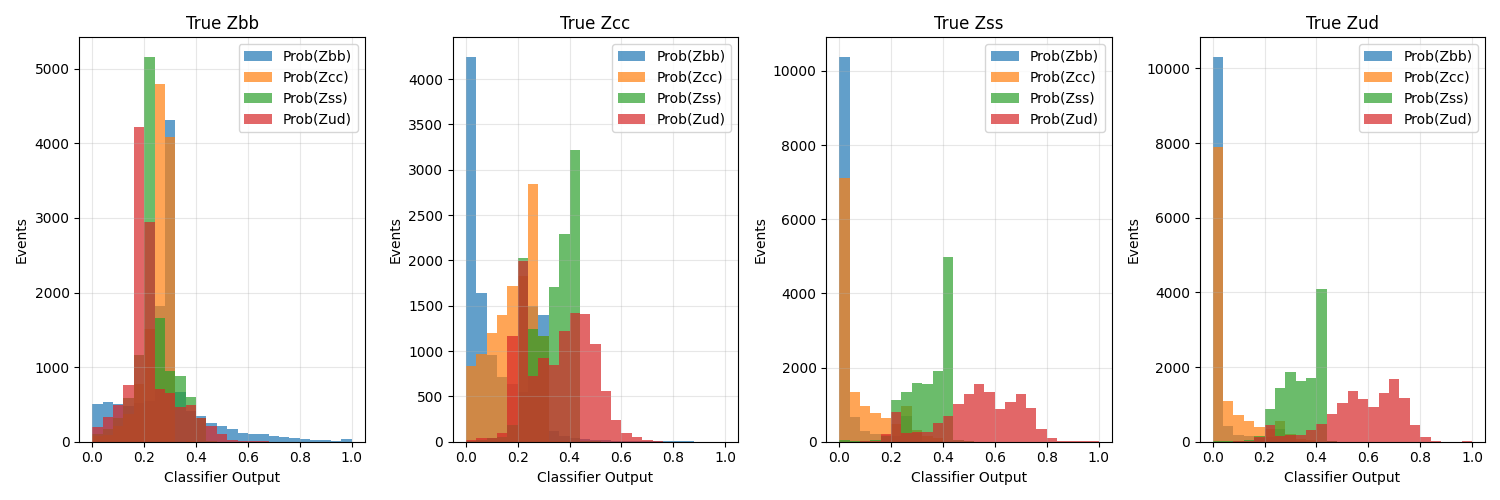 True Zbb
Prob(Zbb)
Prob(Zcc)
Prob(Zss)
Prob(Zud)
5000
4000
3000
2000
1000
0
Events
0.0 0.2 0.4 0.6 0.8 1.0
Classifier Output
True Zcc
Prob(Zbb)
Prob(Zcc)
Prob(Zss)
Prob(Zud)
4000
3500
3000
2500
2000
1500
1000
500
0
Events
0.0 0.2 0.4 0.6 0.8 1.0
Classifier Output
True Zss
Prob(Zbb)
Prob(Zcc)
Prob(Zss)
Prob(Zud)
10000
8000
6000
4000
2000
0
Events
0.0 0.2 0.4 0.6 0.8 1.0
Classifier Output
True Zud
Prob(Zbb)
Prob(Zcc)
Prob(Zss)
Prob(Zud)
10000
8000
6000
4000
2000
0
Events
0.0 0.2 0.4 0.6 0.8 1.0
Classifier Output